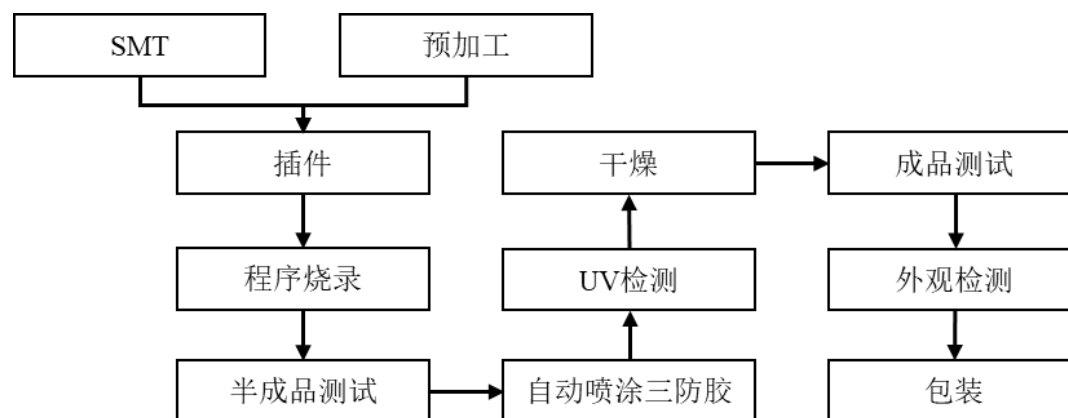 SMT
预加工
插件
程序烧录
半成品测试
自动喷涂三防胶
UV检测
干燥
成品测试
外观检测
包装